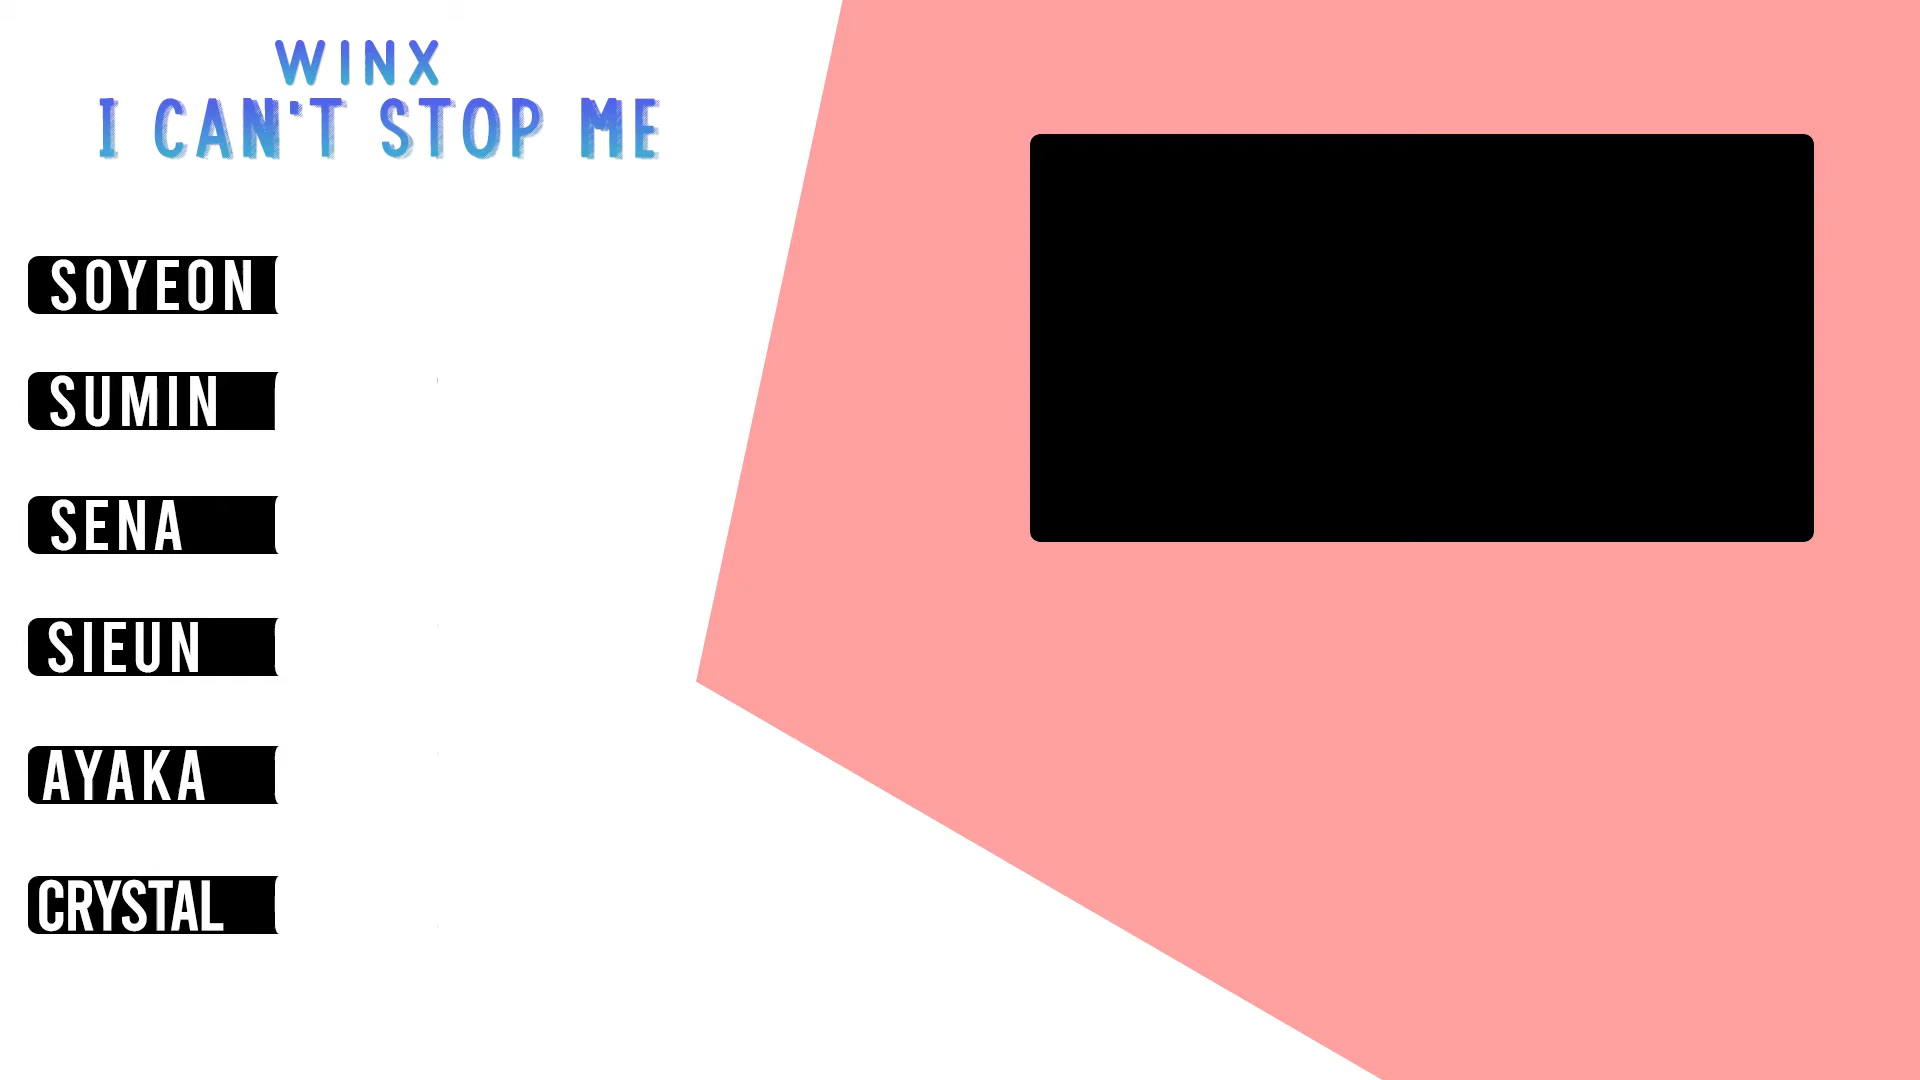 WINX
I CAN'T STOP ME
SOYEON
SUMIN
SENA
SIEUN
AYAKA
CRYSTAL